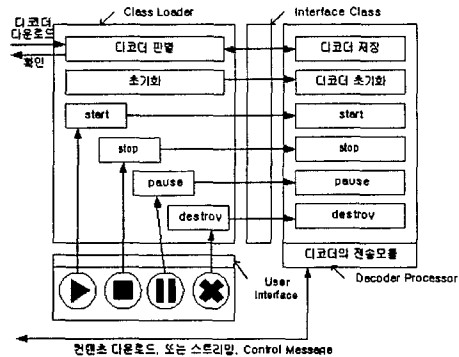 Class Loader
Interface Class
디코더
다운로드
확인
디코더 판별
디코더 저장
초기화
디코더 초기화
start
start
stop
stop
pause
pause
destroy
destroy
디코더의 전송모듈
User
Interface
Decoder Processor
컨텐츠 다운로드, 또는 스트리밍, Control Message